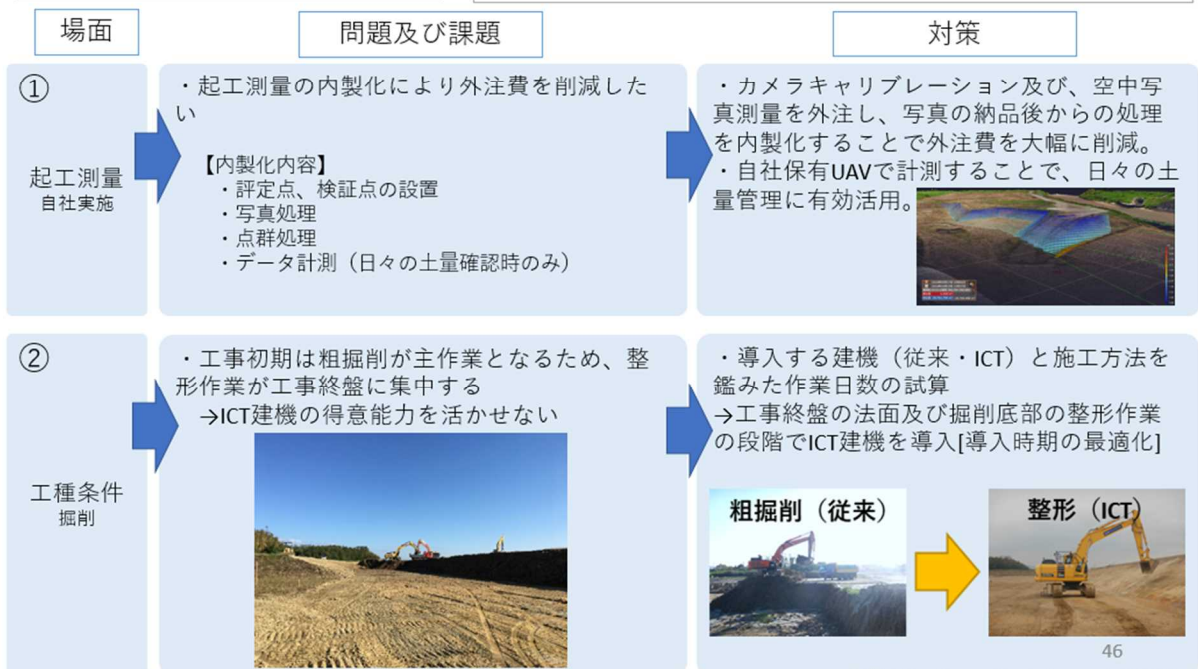 場面
問題及び課題
対策
①
起工測量
自社実施
・起工測量の内製化により外注費を削減した
い
【内製化内容】
・評定点、検証点の設置
・写真処理
・点群処理
・データ計測（日々の土量確認時のみ）
・カメラキャリブレーション及び、空中写
真測量を外注し、写真の納品後からの処理
を内製化することで外注費を大幅に削減。
・自社保有UAVで計測することで、日々の土
量管理に有効活用。
②
工種条件
掘削
・工事初期は粗掘削が主作業となるため、整
形作業が工事終盤に集中する
→ICT建機の得意能力を活かせない
・導入する建機（従来・ICT）と施工方法を
鑑みた作業日数の試算
→工事終盤の法面及び掘削底部の整形作業
の段階でICT建機を導入[導入時期の最適化]
粗掘削（従来）
整形（ICT）
46